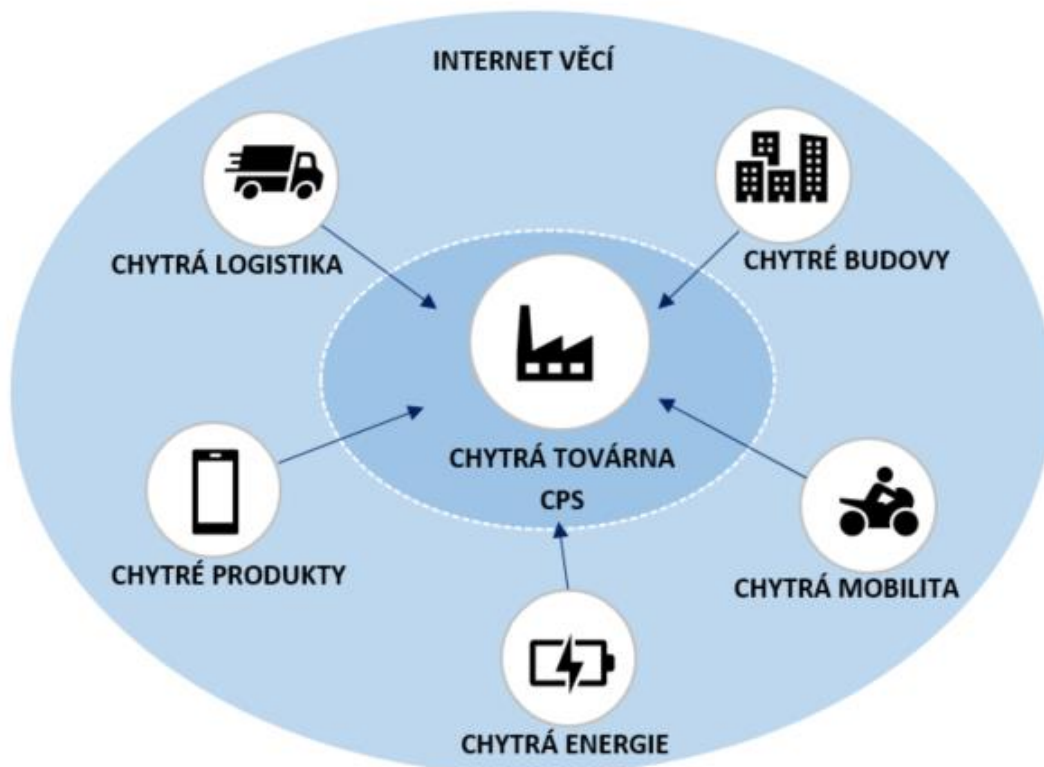 INTERNET VĚCÍ
CHYTRÁ LOGISTIKA
CHYTRÉ BUDOVY
CHYTRÁ TOVÁRNA
CPS
CHYTRÉ PRODUKTY
CHYTRÁ MOBILITA
CHYTRÁ ENERGIE